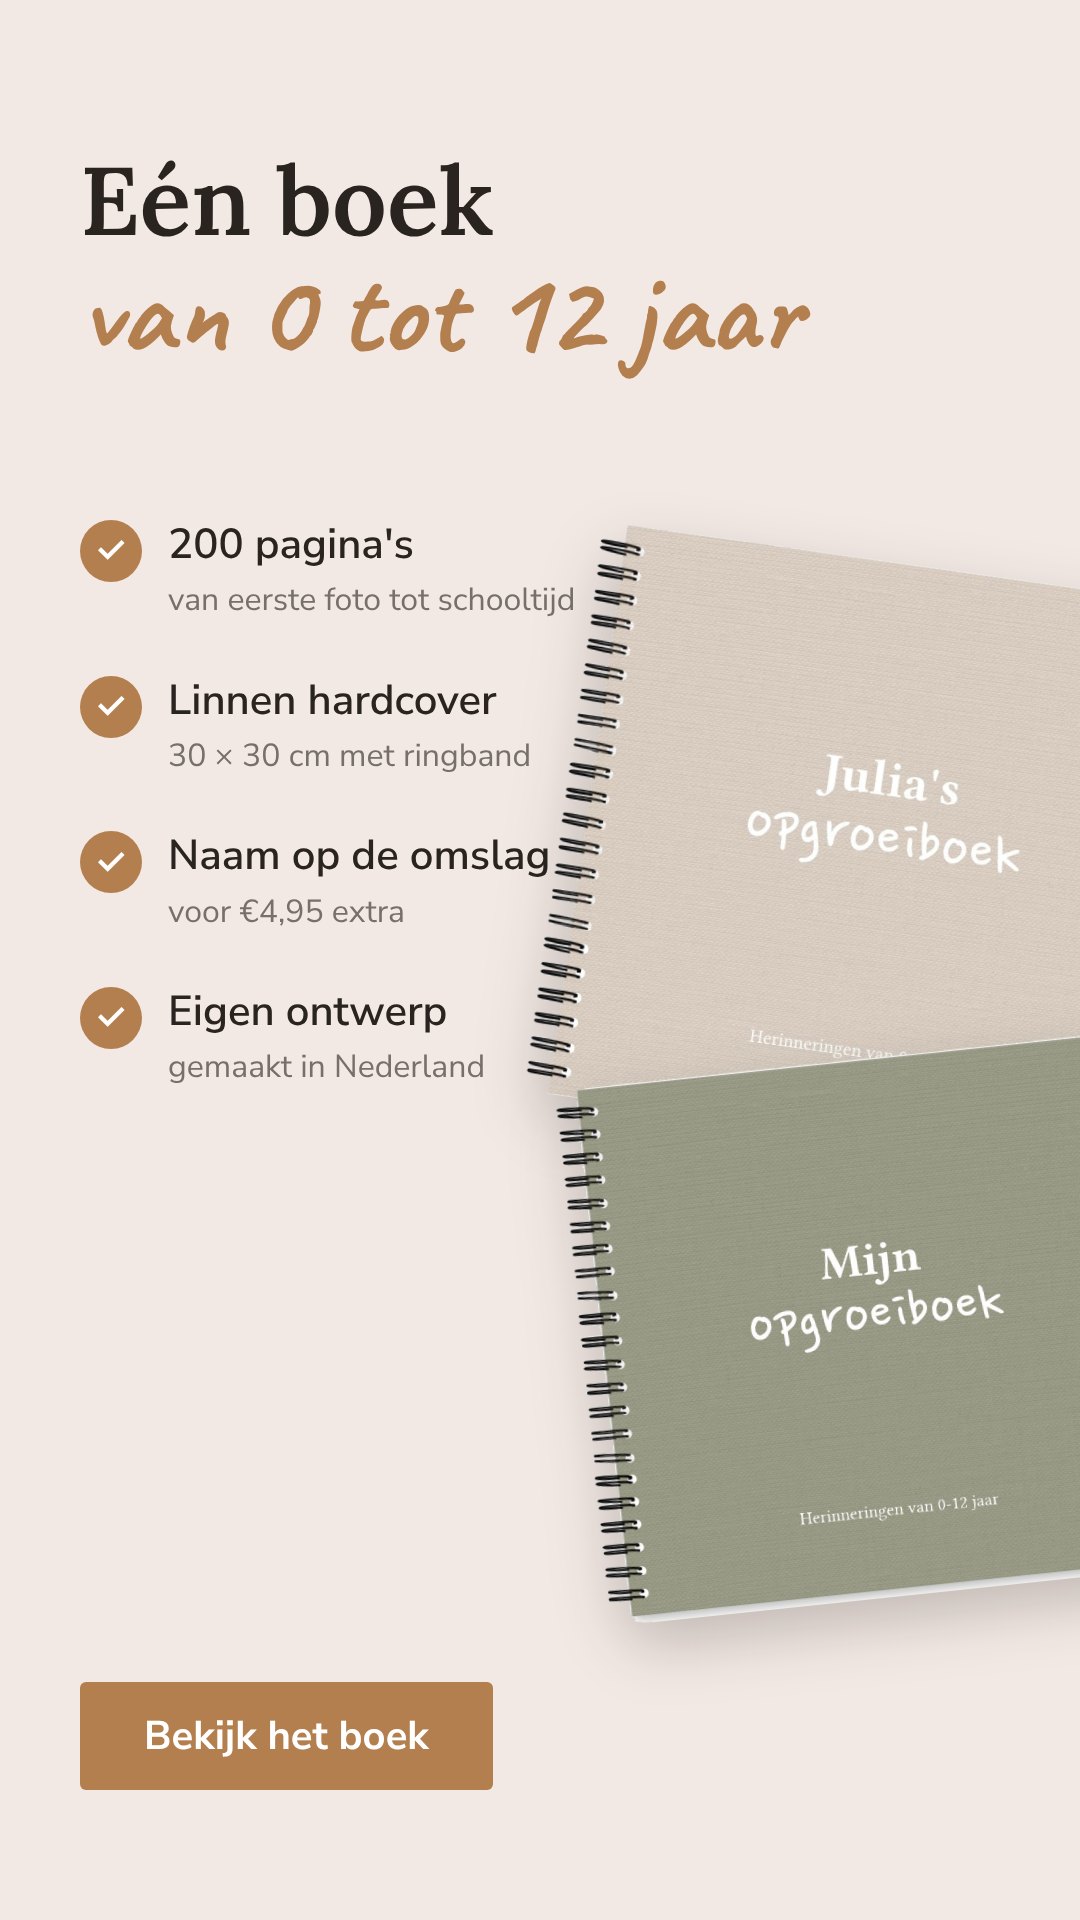 Eén boek
van 0 tot 12 jaar
200 pagina's
van eerste foto tot schooltijd
Linnen hardcover
30 × 30 cm met ringband
Naam op de omslag
voor €4,95 extra
Eigen ontwerp
gemaakt in Nederland
Julia's
opgroeiboek
Herinneringen van
Mijn
opgroeiboek
Herinneringen van 0-12 jaar
Bekijk het boek